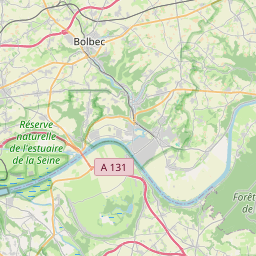 Bolbec
Réserve
naturelle
de l'estuaire
de la Seine
A 131
Forêt
de